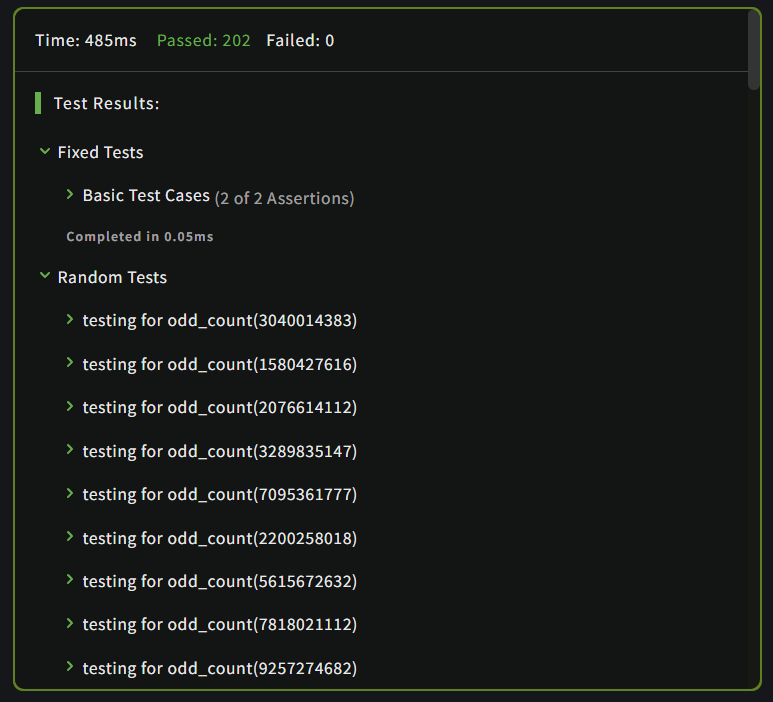 Time: 485ms Passed: 202 Failed: 0
Test Results:
Fixed Tests
Basic Test Cases (2 of 2 Assertions)
Completed in 0.05ms
Random Tests
testing for odd_count(3040014383)
testing for odd_count(1580427616)
testing for odd_count(2076614112)
testing for odd_count(3289835147)
testing for odd_count(7095361777)
testing for odd_count(2200258018)
testing for odd_count(5615672632)
testing for odd_count(7818021112)
testing for odd_count(9257274682)